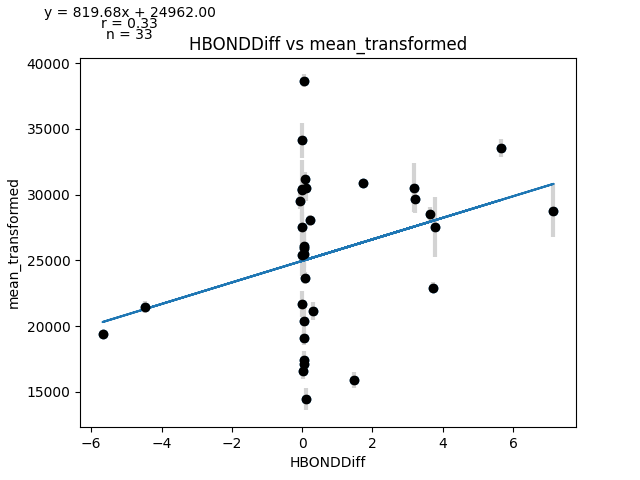 y = 819.68x + 24962.00
r = 0.33
n = 33
HBONDDiff vs mean_transformed
40000
35000
30000
25000
20000
15000
mean_transformed
−6 −4 −2 0 2 4 6
HBONDDiff